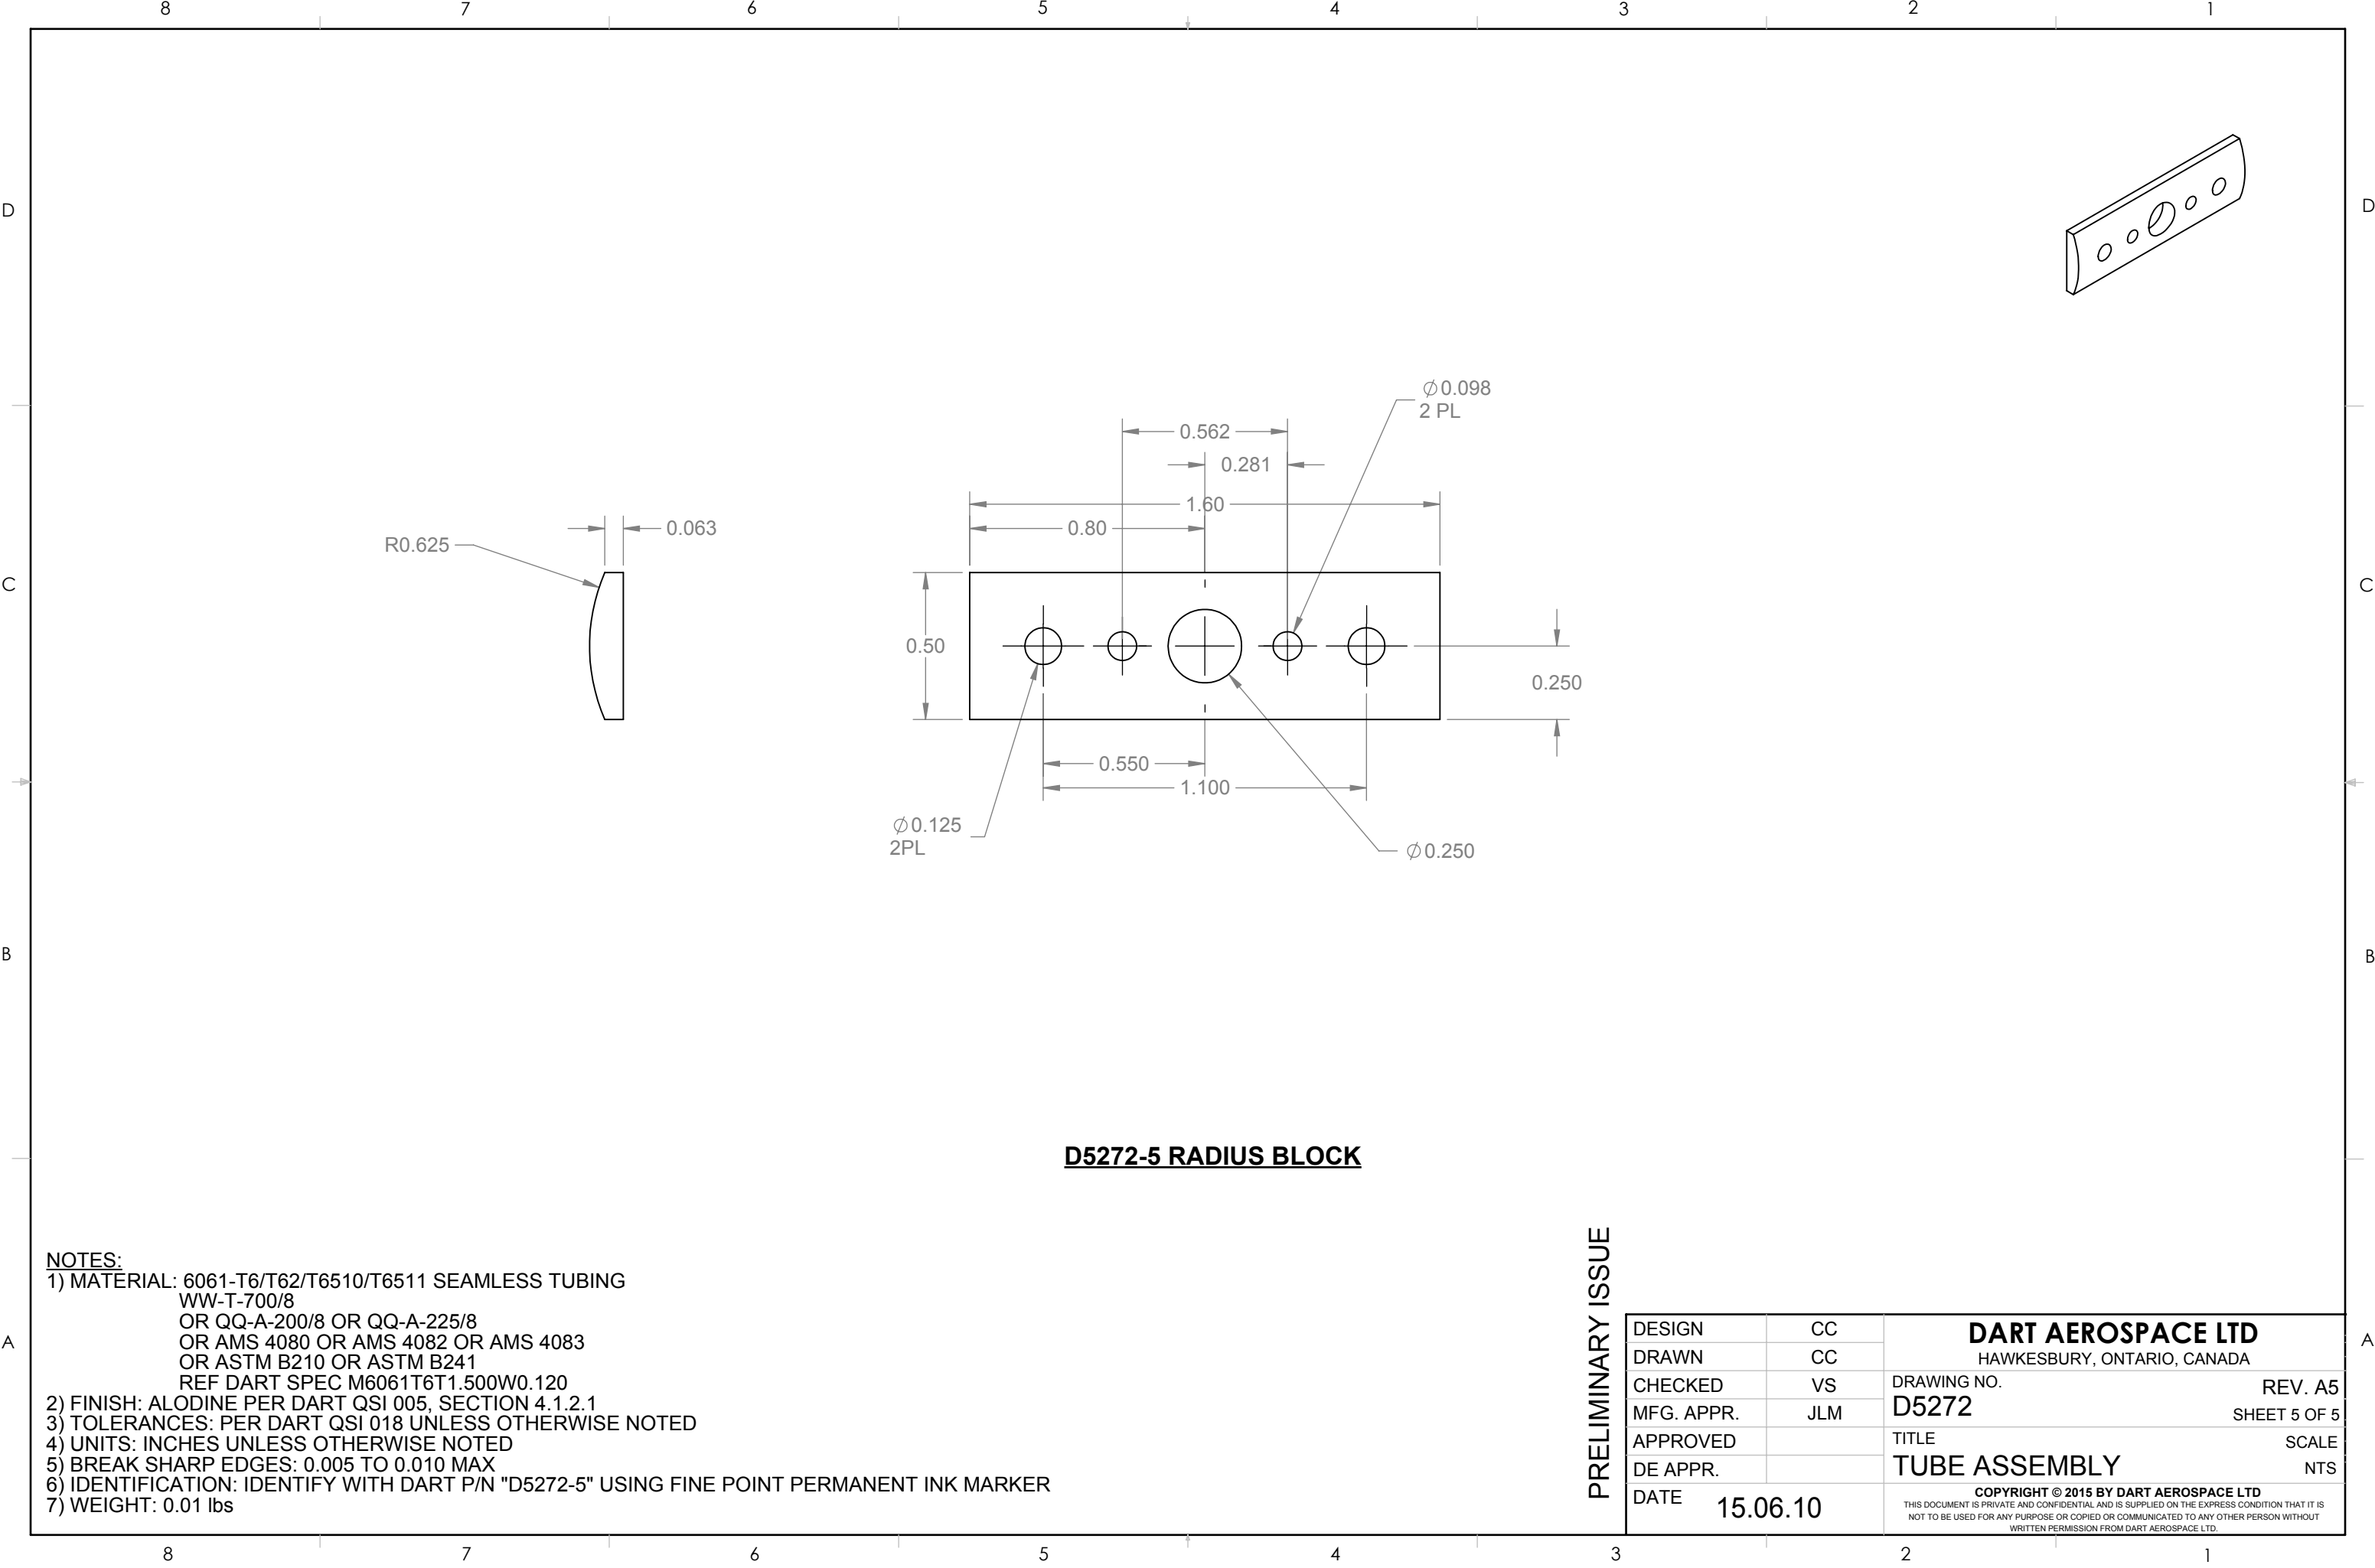 8 7 6 5 4 3 2 1
D D
Ø0.098
2 PL
0.562
0.281
1.60
0.80
0.063
R0.625
C C
0.50
0.250
0.550
1.100
Ø0.125
2PL
Ø0.250
B B
D5272-5 RADIUS BLOCK
NOTES:
1) MATERIAL: 6061-T6/T62/T6510/T6511 SEAMLESS TUBING
WW-T-700/8
OR QQ-A-200/8 OR QQ-A-225/8
OR AMS 4080 OR AMS 4082 OR AMS 4083
OR ASTM B210 OR ASTM B241
REF DART SPEC M6061T6T1.500W0.120
2) FINISH: ALODINE PER DART QSI 005, SECTION 4.1.2.1
3) TOLERANCES: PER DART QSI 018 UNLESS OTHERWISE NOTED
4) UNITS: INCHES UNLESS OTHERWISE NOTED
5) BREAK SHARP EDGES: 0.005 TO 0.010 MAX
6) IDENTIFICATION: IDENTIFY WITH DART P/N "D5272-5" USING FINE POINT PERMANENT INK MARKER
7) WEIGHT: 0.01 lbs
A A
PRELIMINARY ISSUE
DESIGN CC
DRAWN CC
CHECKED VS
MFG. APPR. JLM
APPROVED
DE APPR.
DATE 15.06.10
DART AEROSPACE LTD
HAWKESBURY, ONTARIO, CANADA
DRAWING NO. REV. A5
D5272 SHEET 5 OF 5
TITLE SCALE
TUBE ASSEMBLY NTS
COPYRIGHT © 2015 BY DART AEROSPACE LTD
THIS DOCUMENT IS PRIVATE AND CONFIDENTIAL AND IS SUPPLIED ON THE EXPRESS CONDITION THAT IT IS
NOT TO BE USED FOR ANY PURPOSE OR COPIED OR COMMUNICATED TO ANY OTHER PERSON WITHOUT
WRITTEN PERMISSION FROM DART AEROSPACE LTD.
8 7 6 5 4 3 2 1